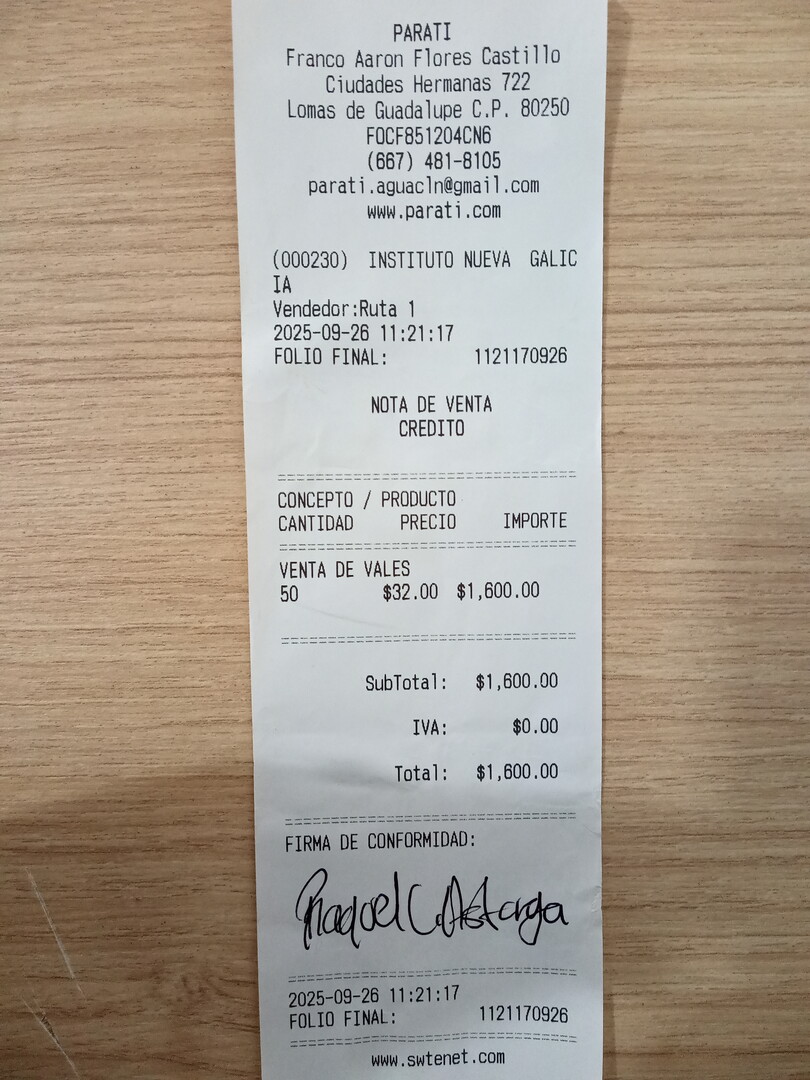 PARATI
Franco Aaron Flores Castillo
Ciudades Hermanas 722
Lomas de Guadalupe C.P. 80250
FOCF851204CN6
(667) 481-8105
parati.aguacln@gmail.com
www.parati.com
(000230) INSTITUTO NUEVA GALIC
IA
Vendedor:Ruta 1
2025-09-26 11:21:17
FOLIO FINAL: 1121170926
NOTA DE VENTA
CREDITO
CONCEPTO / PRODUCTO
CANTIDAD PRECIO IMPORTE
VENTA DE VALES
50 $32.00 $1,600.00
SubTotal: $1,600.00
IVA: $0.00
Total: $1,600.00
FIRMA DE CONFORMIDAD:
Raquel C. Astorga
2025-09-26 11:21:17
FOLIO FINAL: 1121170926
www.swtenet.com